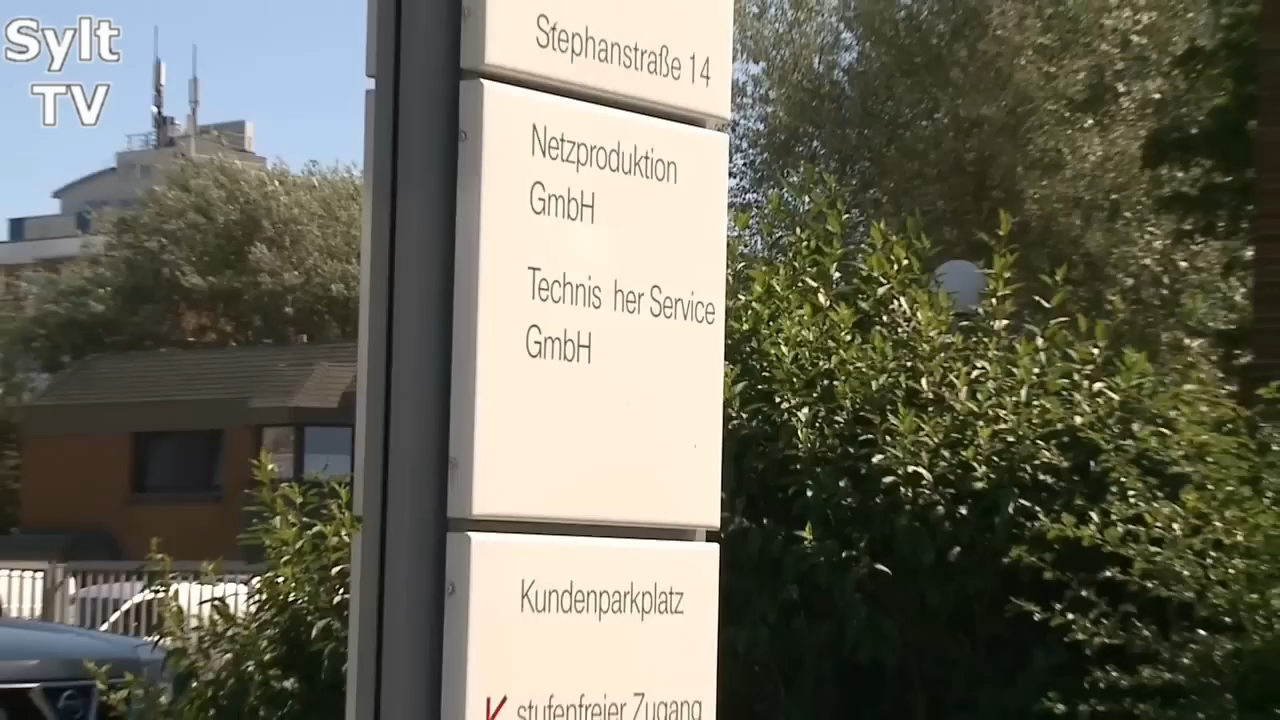 Sylt
TV
Stephanstraße 14
Netzproduktion
GmbH
Technis her Service
GmbH
Kundenparkplatz
stufenfreier Zugang